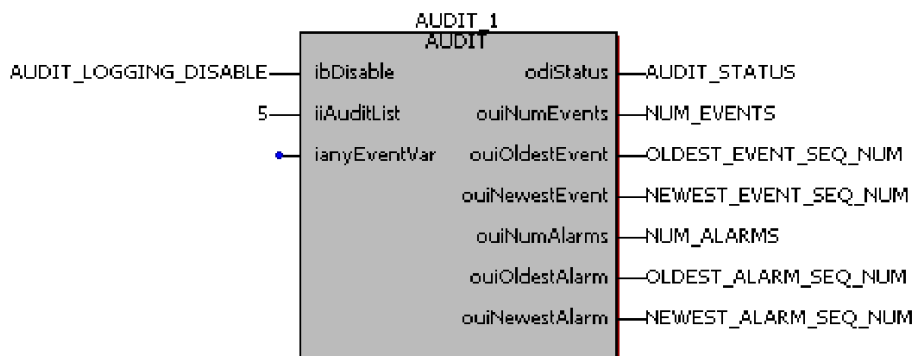 AUDIT_1
AUDIT
AUDIT_LOGGING_DISABLE ibDisable odiStatus AUDIT_STATUS
5 iiAuditList ouiNumEvents NUM_EVENTS
ianyEventVar ouiOldestEvent OLDEST_EVENT_SEQ_NUM
ouiNewestEvent NEWEST_EVENT_SEQ_NUM
ouiNumAlarms NUM_ALARMS
ouiOldestAlarm OLDEST_ALARM_SEQ_NUM
ouiNewestAlarm NEWEST_ALARM_SEQ_NUM